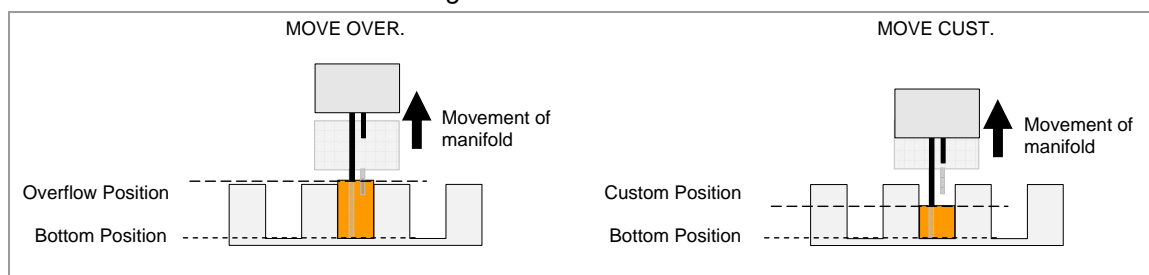 MOVE OVER.
Movement of
manifold
Overflow Position
Bottom Position
MOVE CUST.
Movement of
manifold
Custom Position
Bottom Position